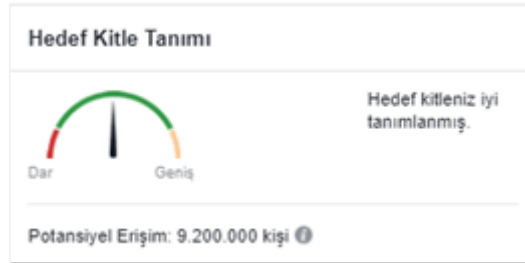 Hedef Kitle Tanımı
Hedef kitleniz iyi
tanımlanmış.
Dar
Geniş
Potansiyel Erişim: 9.200.000 kişi